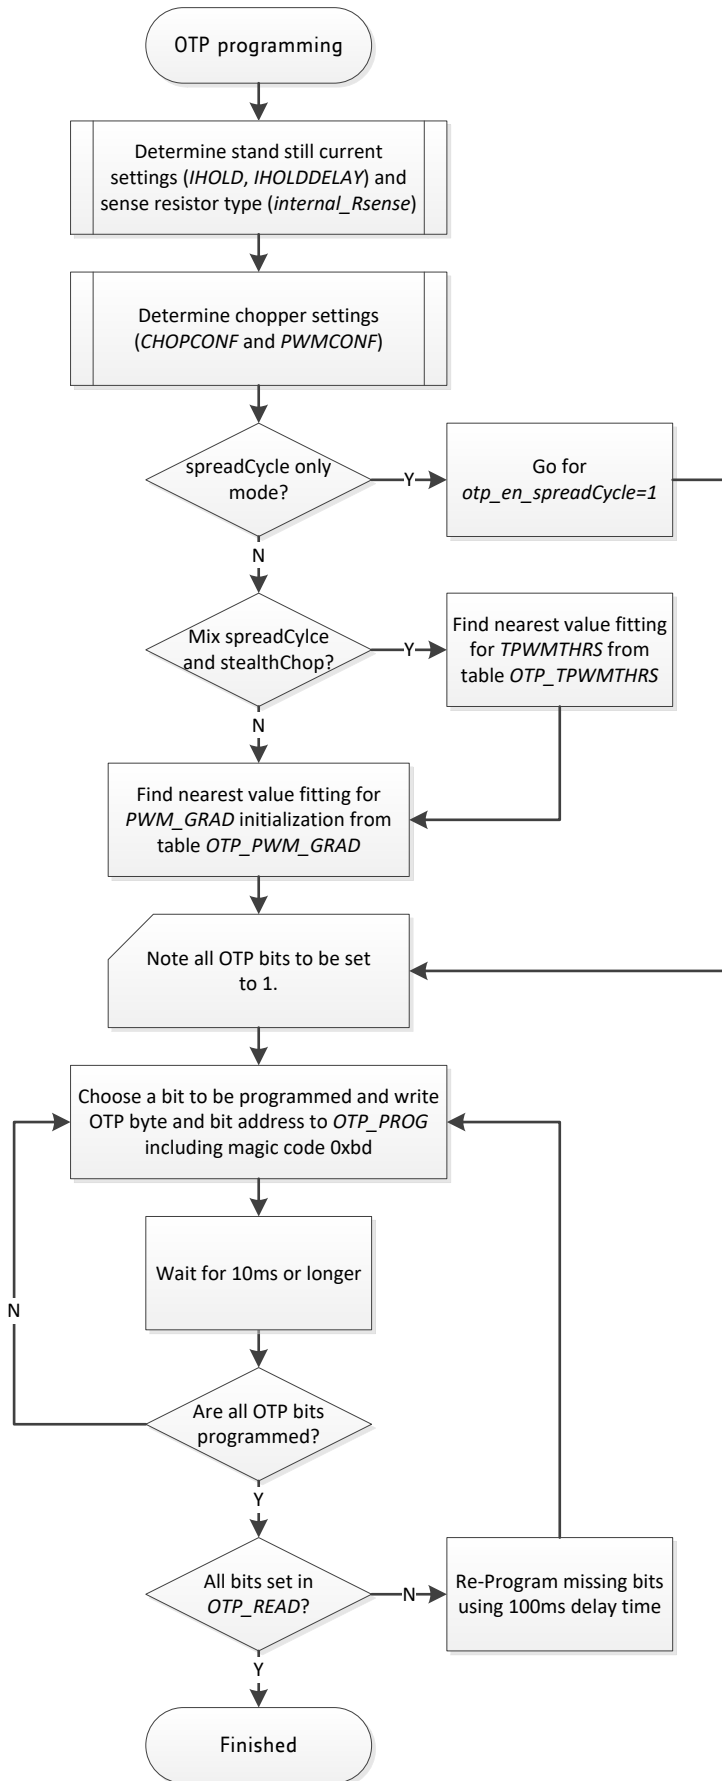 OTP programming
Determine stand still current
settings (IHOLD, IHOLDDELAY) and
sense resistor type (internal_Rsense)
Determine chopper settings
(CHOPCONF and PWMCONF)
spreadCycle only
mode?
Y
Go for
otp_en_spreadCycle=1
N
Mix spreadCylce
and stealthChop?
Y
Find nearest value fitting
for TPWMTHRS from
table OTP_TPWMTHRS
N
Find nearest value fitting for
PWM_GRAD initialization from
table OTP_PWM_GRAD
Note all OTP bits to be set
to 1.
Choose a bit to be programmed and write
OTP byte and bit address to OTP_PROG
including magic code 0xbd
Wait for 10ms or longer
N
Are all OTP bits
programmed?
Y
All bits set in
OTP_READ?
N
Re-Program missing bits
using 100ms delay time
Y
Finished